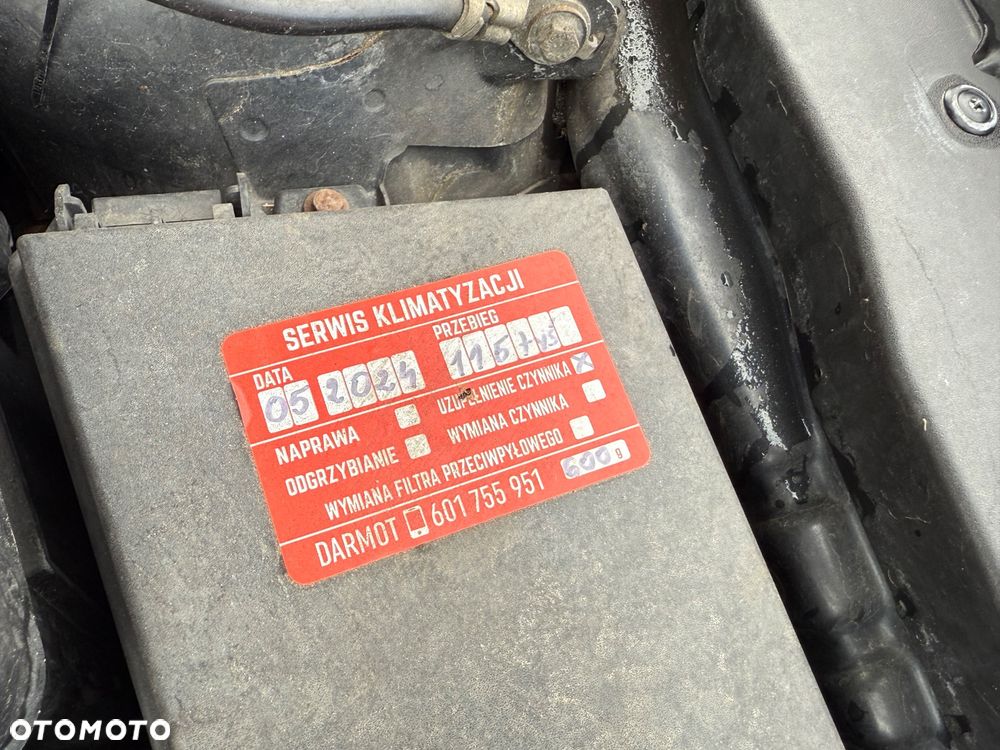 SERWIS KLIMATYZACJI
DATA PRZEBIEG
05 2024
NAPRAWA
UZUPEŁNIENIE CZYNNIKA
ODGRZYBIANIE
WYMIANA CZYNNIKA
WYMIANA FILTRA PRZECIWPYŁOWEGO
600 g
DARMOT 601 755 951
OTOMOTO